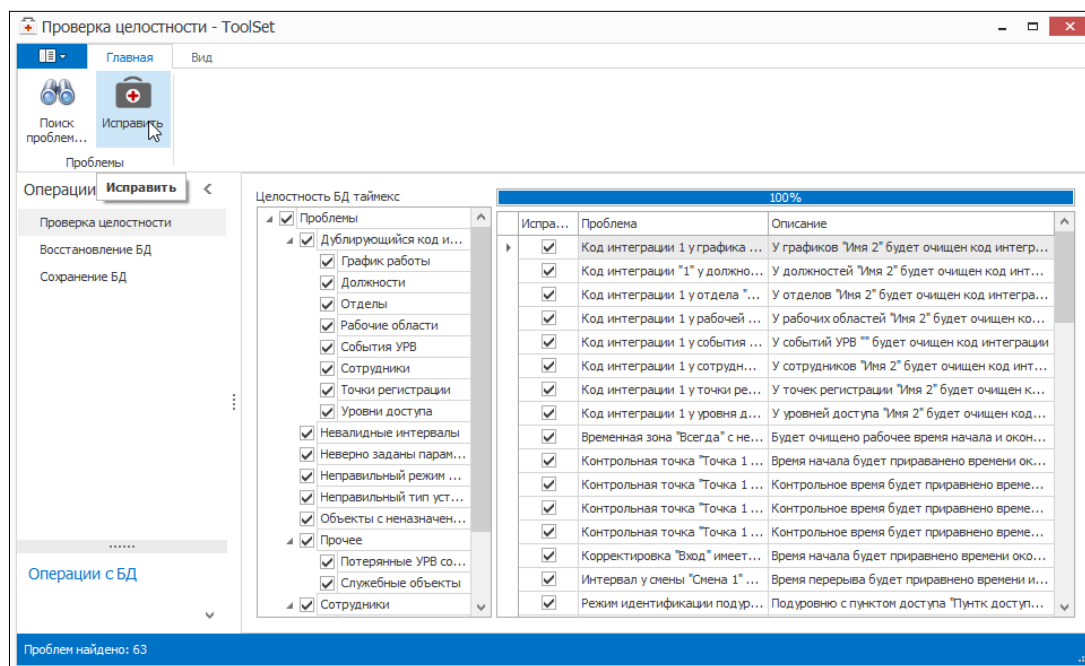 Проверка целостности - ToolSet
Главная Вид
Поиск проблем...
Исправить
Проблемы
Исправить
Операции
Проверка целостности
Восстановление БД
Сохранение БД
Операции с БД
Целостность БД таймекс
Проблемы
Дублирующийся код и...
График работы
Должности
Отделы
Рабочие области
События УРВ
Сотрудники
Точки регистрации
Уровни доступа
Невалидные интервалы
Неверно заданы парам...
Неправильный режим ...
Неправильный тип уст...
Объекты с неназначен...
Прочее
Потерянные УРВ со...
Служебные объекты
Сотрудники
100%
Испра... Проблема Описание
Код интеграции 1 у графика ... У графиков "Имя 2" будет очищен код интегр...
Код интеграции "1" у должно... У должностей "Имя 2" будет очищен код инт...
Код интеграции 1 у отдела "... У отделов "Имя 2" будет очищен код интегра...
Код интеграции 1 у рабочей ... У рабочих областей "Имя 2" будет очищен ко...
Код интеграции 1 у события ... У событий УРВ "" будет очищен код интеграции
Код интеграции 1 у сотрудн... У сотрудников "Имя 2" будет очищен код инт...
Код интеграции 1 у точки ре... У точек регистрации "Имя 2" будет очищен к...
Код интеграции 1 у уровня д... У уровней доступа "Имя 2" будет очищен код...
Временная зона "Всегда" с не... Будет очищено рабочее время начала и окон...
Контрольная точка "Точка 1 ... Время начала будет прираванено времени ок...
Контрольная точка "Точка 1 ... Контрольное время будет приравнено време...
Контрольная точка "Точка 1 ... Контрольное время будет приравнено време...
Контрольная точка "Точка 1 ... Контрольное время будет приравнено време...
Корректировка "Вход" имеет... Время начала будет приравнено времени око...
Интервал у смены "Смена 1" ... Время перерыва будет приравнено времени и...
Режим идентификации подур... Подуровню с пунктом доступа "Пунтк доступ...
Проблем найдено: 63